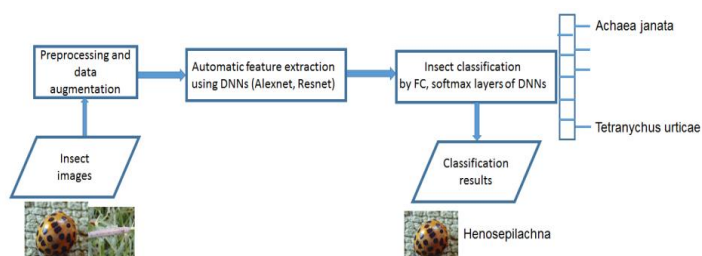 Preprocessing and
data
augmentation
Automatic feature extraction
using DNNs (Alexnet, Resnet)
Insect classification
by FC, softmax layers of DNNs
Achaea janata
Tetranychus urticae
Insect
images
Classification
results
Henosepilachna